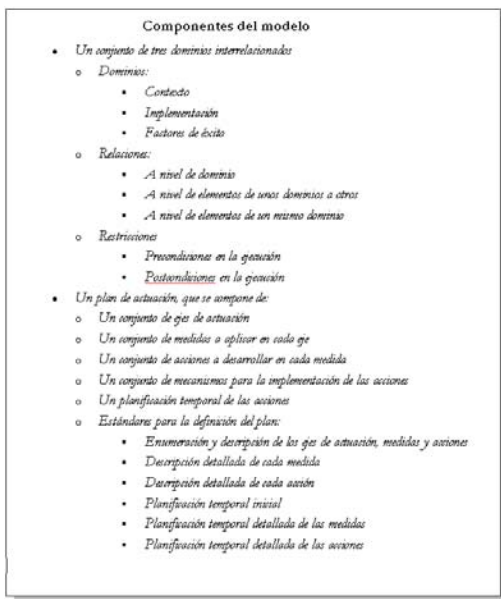 Componentes del modelo
• Un conjunto de tres dominios interrelacionados
o Dominios:
▪ Contexto
▪ Implementación
▪ Factores de éxito
o Relaciones:
▪ A nivel de dominio
▪ A nivel de elementos de unos dominios a otros
▪ A nivel de elementos de un mismo dominio
o Restricciones
▪ Precondiciones en la ejecución
▪ Postcondiciones en la ejecución
• Un plan de actuación, que se compone de:
o Un conjunto de ejes de actuación
o Un conjunto de medidas a aplicar en cada eje
o Un conjunto de acciones a desarrollar en cada medida
o Un conjunto de mecanismos para la implementación de las acciones
o Un planificación temporal de las acciones
o Estándares para la definición del plan:
▪ Enumeración y descripción de los ejes de actuación, medidas y acciones
▪ Descripción detallada de cada medida
▪ Descripción detallada de cada acción
▪ Planificación temporal inicial
▪ Planificación temporal detallada de las medidas
▪ Planificación temporal detallada de las acciones